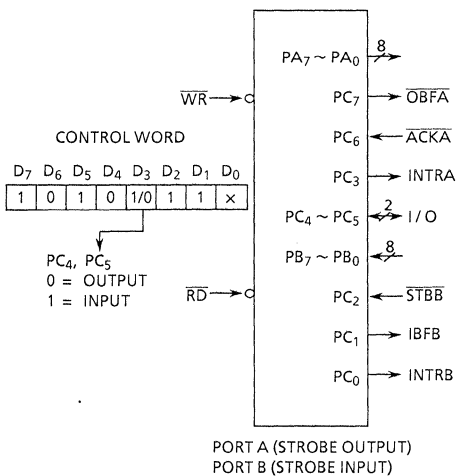 PA7 ~ PA0
8
WR
PC7
OBFA
CONTROL WORD
PC6
ACKA
D7 D6 D5 D4 D3 D2 D1 D0
PC3
INTRA
1 0 1 0 1/0 1 1 ×
PC4 ~ PC5
2
I/O
PC4, PC5
0 = OUTPUT
1 = INPUT
PB7 ~ PB0
8
RD
PC2
STBB
PC1
IBFB
PC0
INTRB
PORT A (STROBE OUTPUT)
PORT B (STROBE INPUT)